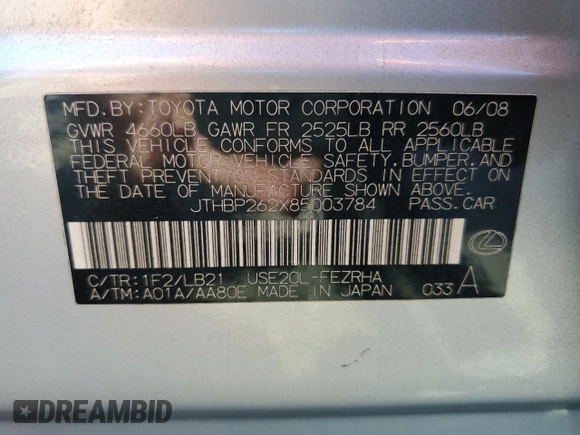 MFD. BY: TOYOTA MOTOR CORPORATION 06/08
GVWR 4660LB GAWR FR 2525LB RR 2560LB
THIS VEHICLE CONFORMS TO ALL APPLICABLE
FEDERAL MOTOR VEHICLE SAFETY, BUMPER, AND
THEFT PREVENTION STANDARDS IN EFFECT ON
THE DATE OF MANUFACTURE SHOWN ABOVE.
JTHBP262X85003784 PASS. CAR
C/TR: 1F2/LB21 USE20L-FEZRHA
A/TM: A01A/AA80E MADE IN JAPAN 033 A
DREAMBID